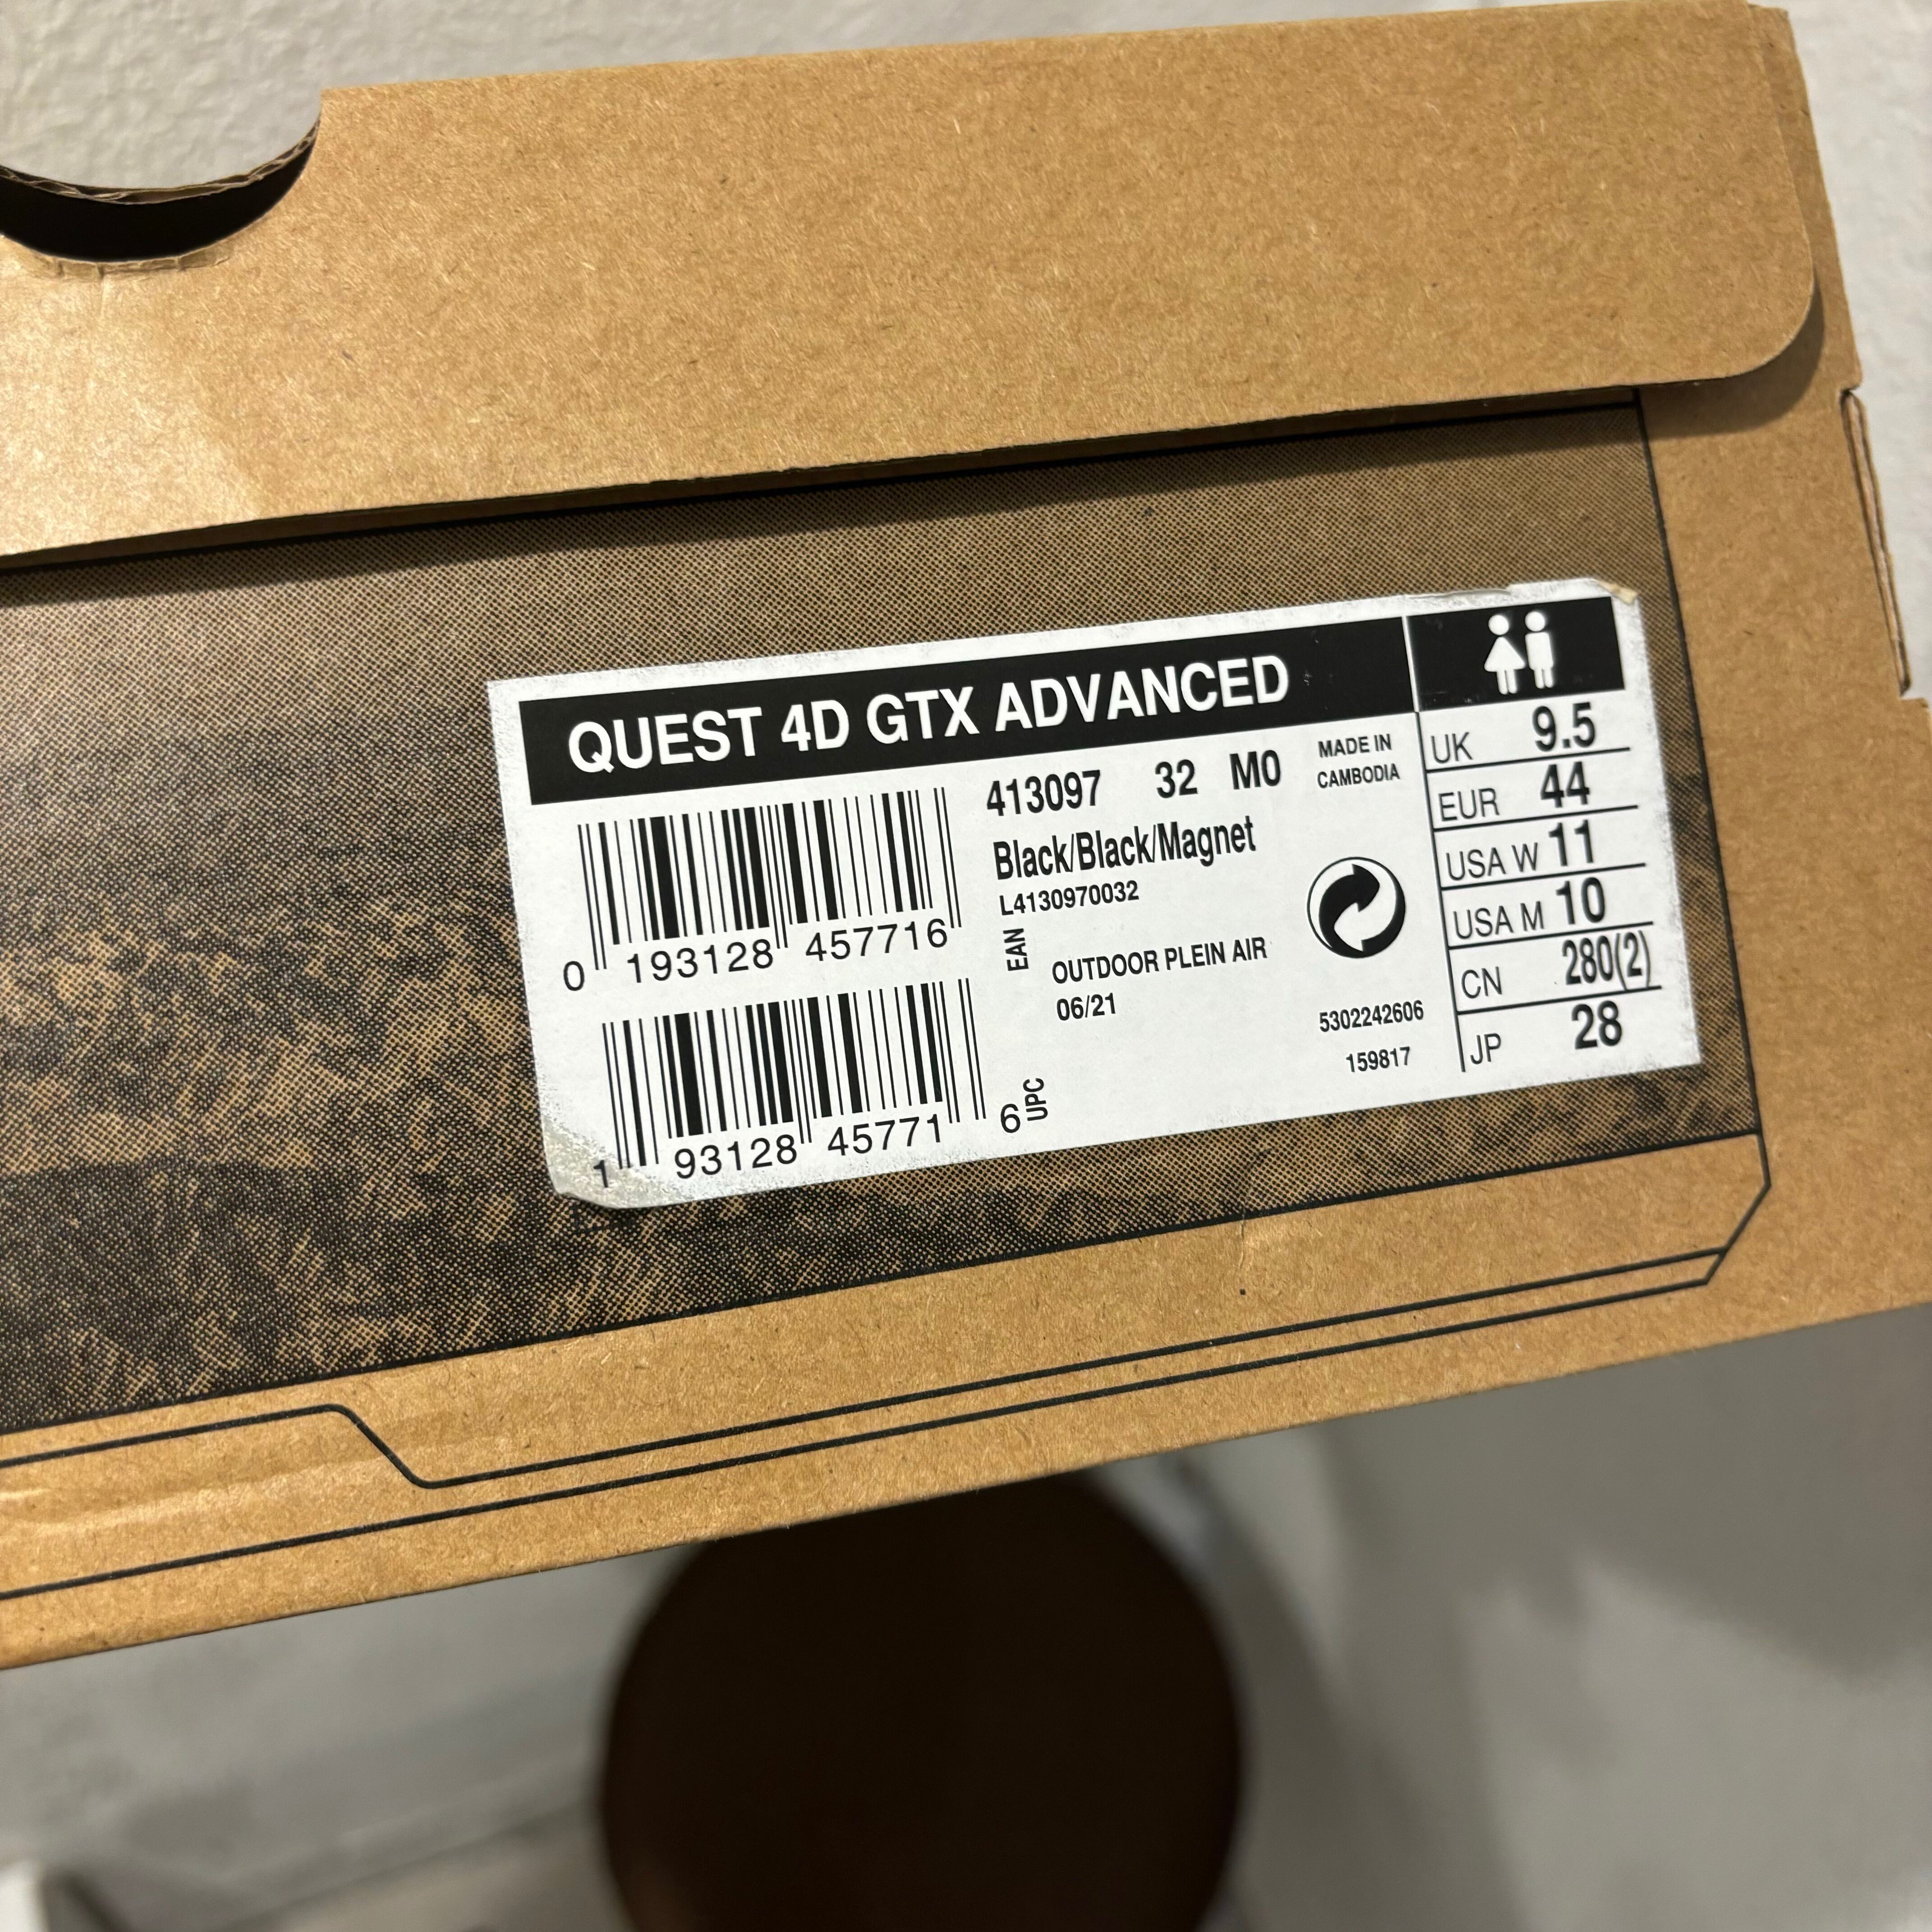 QUEST 4D GTX ADVANCED
413097 32 M0
MADE IN
CAMBODIA
Black/Black/Magnet
L4130970032
0 193128 457716
EAN
OUTDOOR PLEIN AIR
06/21
5302242606
159817
1 93128 45771 6
UPC
UK 9.5
EUR 44
USA W 11
USA M 10
CN 280(2)
JP 28